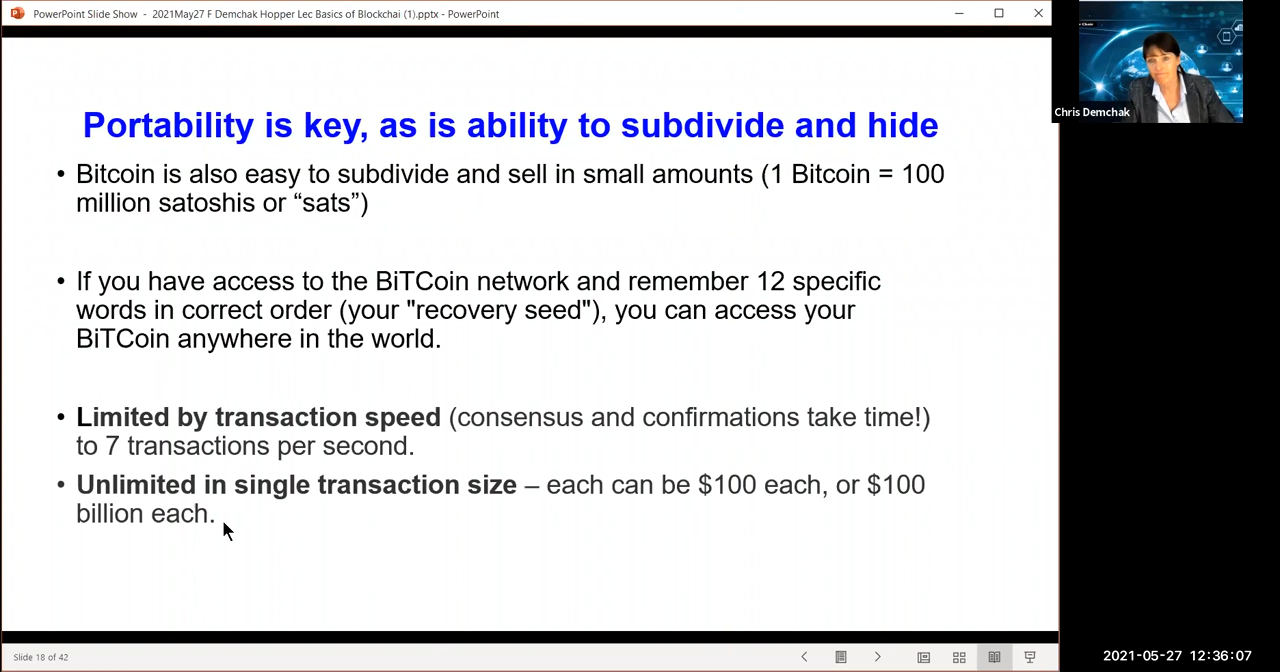 PowerPoint Slide Show - 2021May27 F Demchak Hopper Lec Basics of Blockchai (1).pptx - PowerPoint
Chris Demchak
Portability is key, as is ability to subdivide and hide
• Bitcoin is also easy to subdivide and sell in small amounts (1 Bitcoin = 100
million satoshis or “sats”)
• If you have access to the BiTCoin network and remember 12 specific
words in correct order (your "recovery seed"), you can access your
BiTCoin anywhere in the world.
• Limited by transaction speed (consensus and confirmations take time!)
to 7 transactions per second.
• Unlimited in single transaction size – each can be $100 each, or $100
billion each.
Slide 18 of 42
2021-05-27 12:36:07